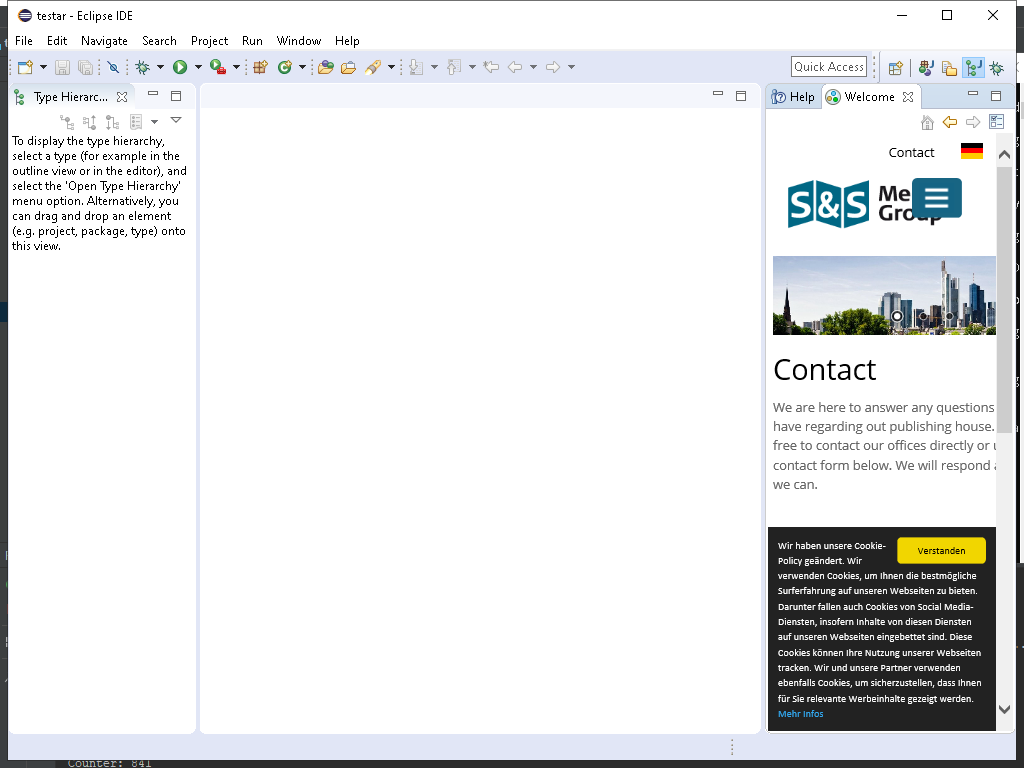 testar - Eclipse IDE
File Edit Navigate Search Project Run Window Help
Quick Access
Type Hierarc...
Help
Welcome
To display the type hierarchy,
select a type (for example in the
outline view or in the editor), and
select the 'Open Type Hierarchy'
menu option. Alternatively, you
can drag and drop an element
(e.g. project, package, type) onto
this view.
Contact
S&S Me
Group
Contact
We are here to answer any questions
have regarding out publishing house.
free to contact our offices directly or
contact form below. We will respond
we can.
Wir haben unsere Cookie-
Policy geändert. Wir
Verstanden
verwenden Cookies, um Ihnen die bestmögliche
Surferfahrung auf unseren Webseiten zu bieten.
Darunter fallen auch Cookies von Social Media-
Diensten, insofern Inhalte von diesen Diensten
auf unseren Webseiten eingebettet sind. Diese
Cookies können Ihre Nutzung unserer Webseiten
tracken. Wir und unsere Partner verwenden
ebenfalls Cookies, um sicherzustellen, dass Ihnen
für Sie relevante Werbeinhalte gezeigt werden.
Mehr Infos
Counter: 841